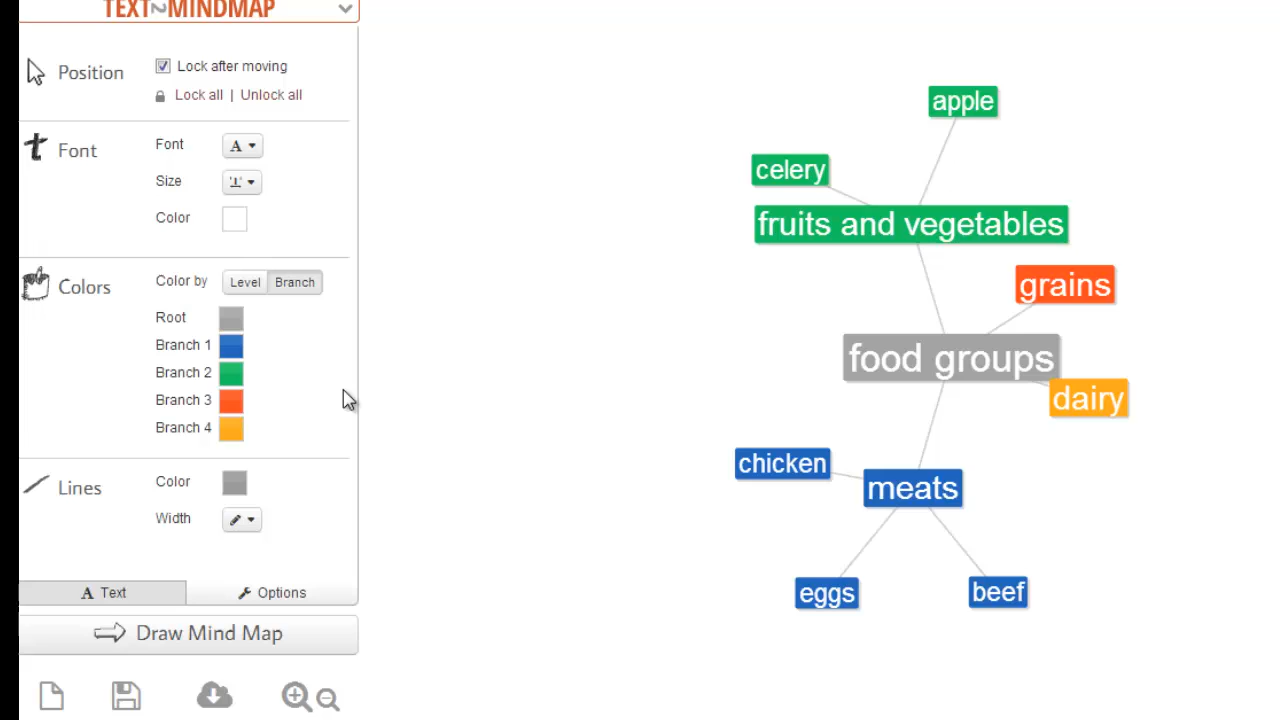 TEXT2MINDMAP
Position
Lock after moving
Lock all | Unlock all
Font
Font
A
Size
Color
Colors
Color by
Level
Branch
Root
Branch 1
Branch 2
Branch 3
Branch 4
Lines
Color
Width
A Text
Options
Draw Mind Map
apple
celery
fruits and vegetables
grains
food groups
dairy
chicken
meats
eggs
beef